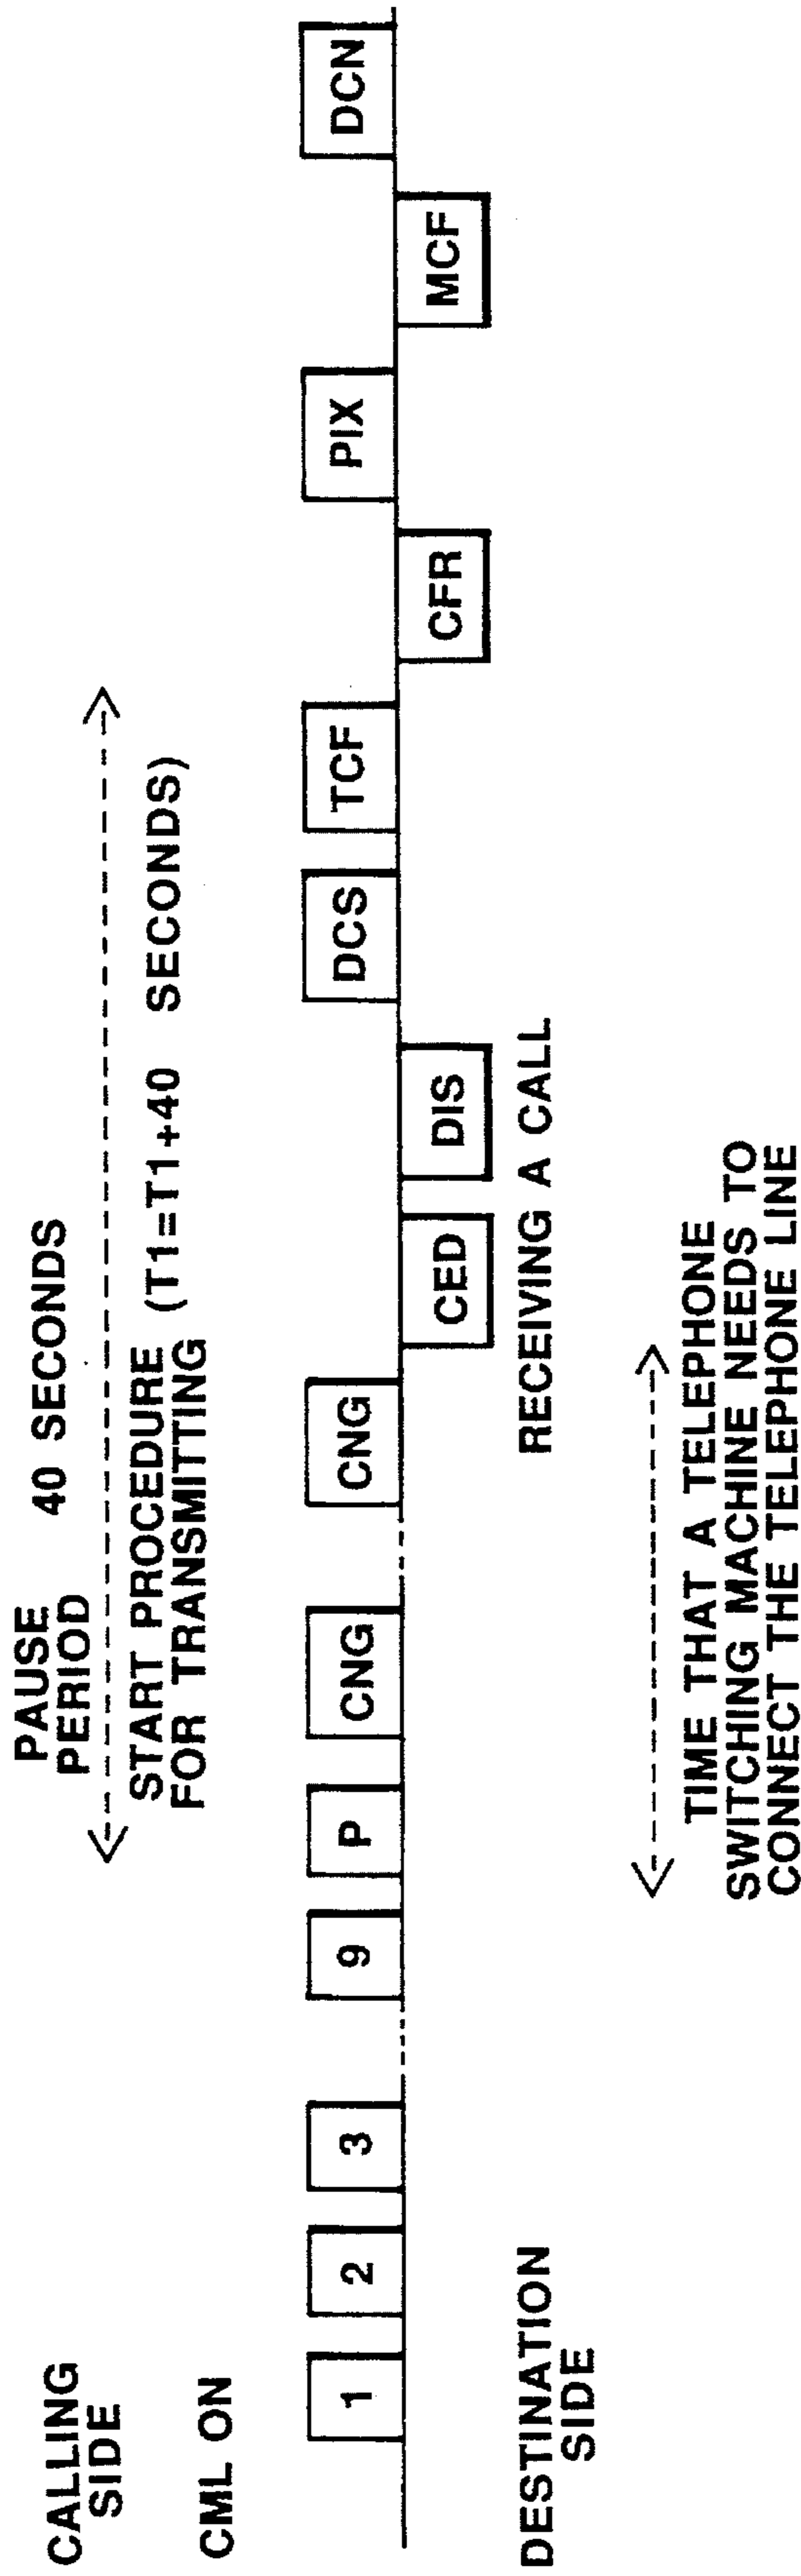 CALLING
SIDE
PAUSE
PERIOD
40 SECONDS
START PROCEDURE
FOR TRANSMITTING
(T1=T1+40 SECONDS)
CML ON
1
2
3
9
P
CNG
CNG
CED
DIS
DCS
TCF
CFR
PIX
MCF
DCN
DESTINATION
SIDE
RECEIVING A CALL
TIME THAT A TELEPHONE
SWITCHING MACHINE NEEDS TO
CONNECT THE TELEPHONE LINE